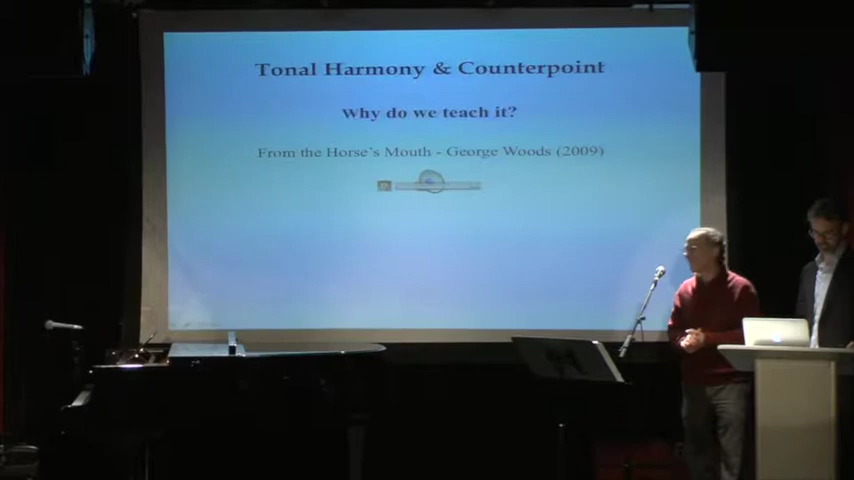 Tonal Harmony & Counterpoint
Why do we teach it?
From the Horse's Mouth - George Woods (2009)